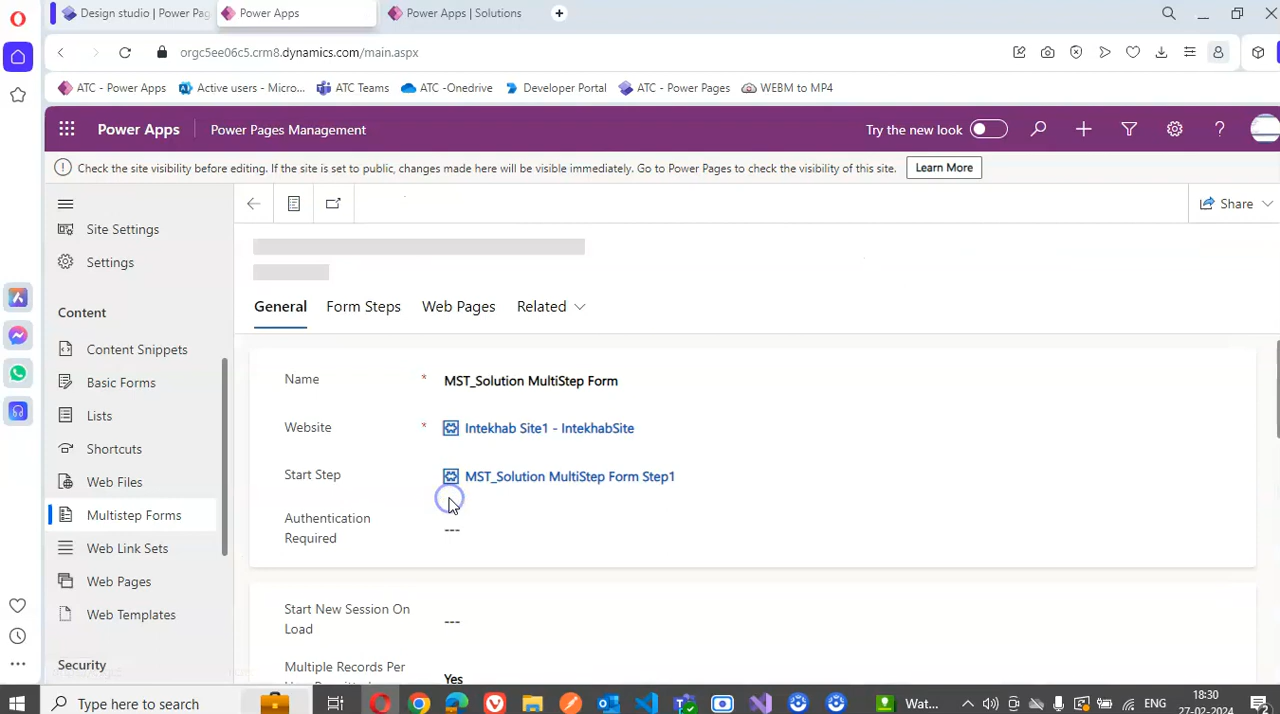 Design studio | Power Pag
Power Apps
Power Apps | Solutions
orgc5ee06c5.crm8.dynamics.com/main.aspx
ATC - Power Apps
Active users - Micro...
ATC Teams
ATC -Onedrive
Developer Portal
ATC - Power Pages
WEBM to MP4
Power Apps
Power Pages Management
Try the new look
Check the site visibility before editing. If the site is set to public, changes made here will be visible immediately. Go to Power Pages to check the visibility of this site.
Learn More
Site Settings
Settings
Content
Content Snippets
Basic Forms
Lists
Shortcuts
Web Files
Multistep Forms
Web Link Sets
Web Pages
Web Templates
Security
Share
General
Form Steps
Web Pages
Related
Name * MST_Solution MultiStep Form
Website * Intekhab Site1 - IntekhabSite
Start Step MST_Solution MultiStep Form Step1
Authentication
Required ---
Start New Session On
Load ---
Multiple Records Per
Yes
Type here to search
Wat...
ENG
18:30
27-02-2024
2